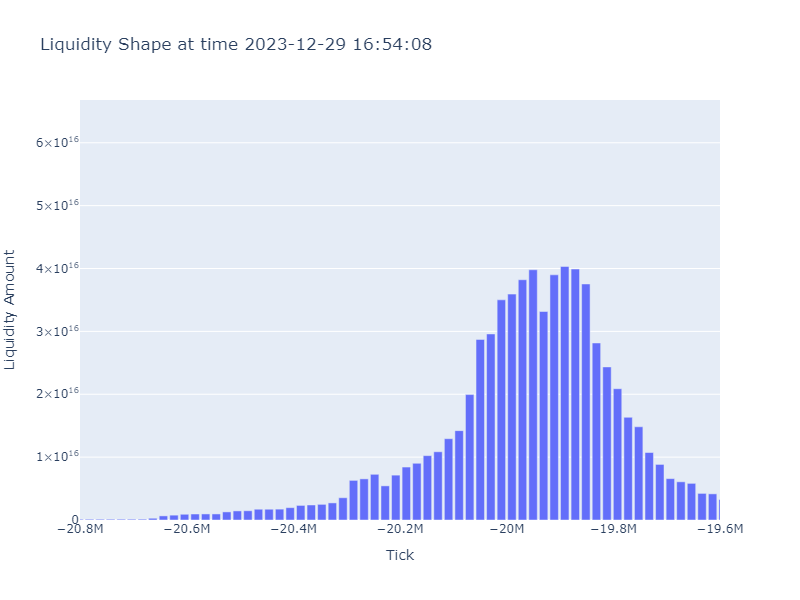 Liquidity Shape at time 2023-12-29 16:54:08
6×10¹⁶
5×10¹⁶
4×10¹⁶
3×10¹⁶
2×10¹⁶
1×10¹⁶
0
Liquidity Amount
−20.8M −20.6M −20.4M −20.2M −20M −19.8M −19.6M
Tick